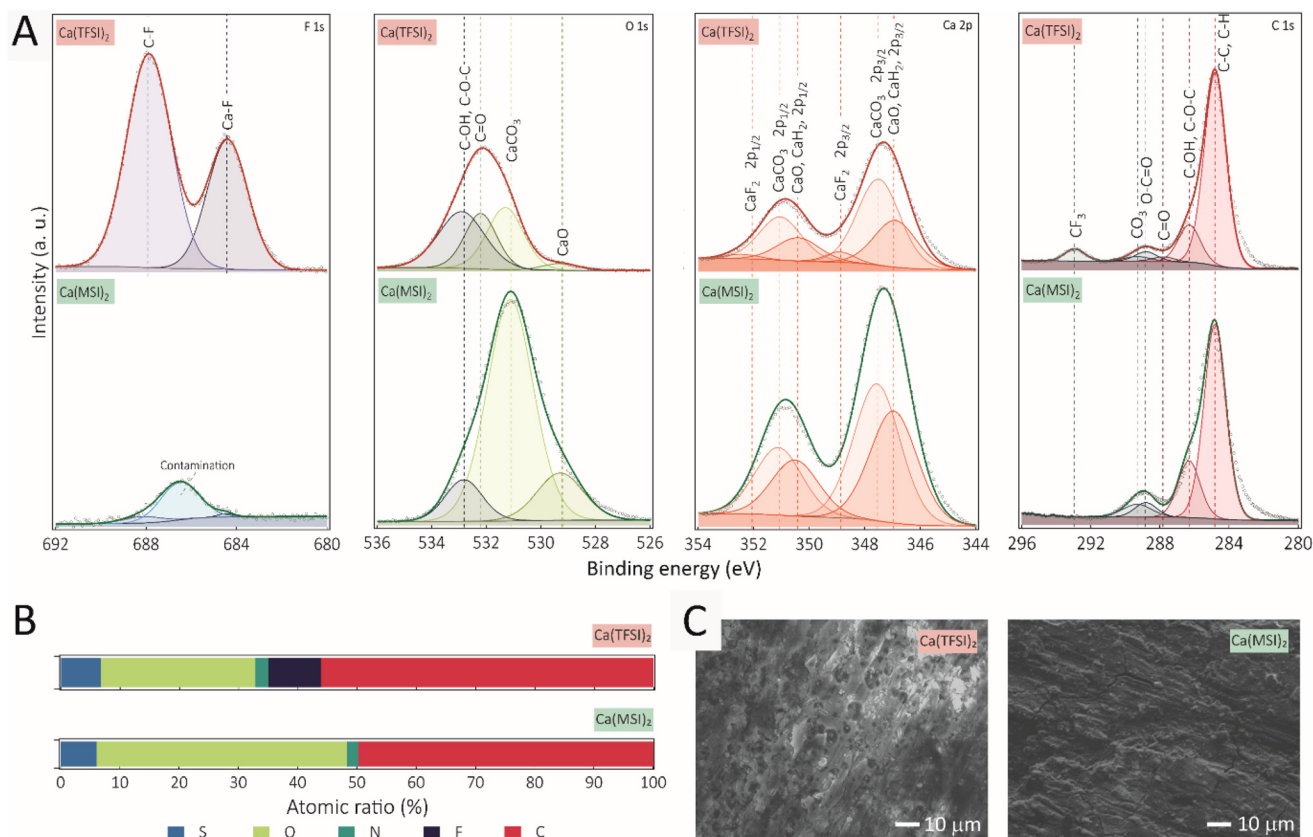 A
Ca(TFSI)₂
F 1s
C-F
Ca-F
Ca(MSI)₂
Contamination
692 688 684 680
Ca(TFSI)₂
O 1s
C-OH, C-O-C
C=O
CaCO₃
CaO
Ca(MSI)₂
536 534 532 530 528 526
Ca(TFSI)₂
Ca 2p
CaF₂ 2p₁/₂
CaCO₃ 2p₁/₂
CaO, CaH₂, 2p₁/₂
CaF₂ 2p₃/₂
CaCO₃ 2p₃/₂
CaO, CaH₂, 2p₃/₂
Ca(MSI)₂
354 352 350 348 346 344
Ca(TFSI)₂
C 1s
CF₃
CO₃
O-C=O
C=O
C-OH, C-O-C
C-C, C-H
Ca(MSI)₂
296 292 288 284 280
Intensity (a. u.)
Binding energy (eV)
B
Ca(TFSI)₂
Ca(MSI)₂
0 10 20 30 40 50 60 70 80 90 100
Atomic ratio (%)
S O N F C
C
Ca(TFSI)₂
10 µm
Ca(MSI)₂
10 µm